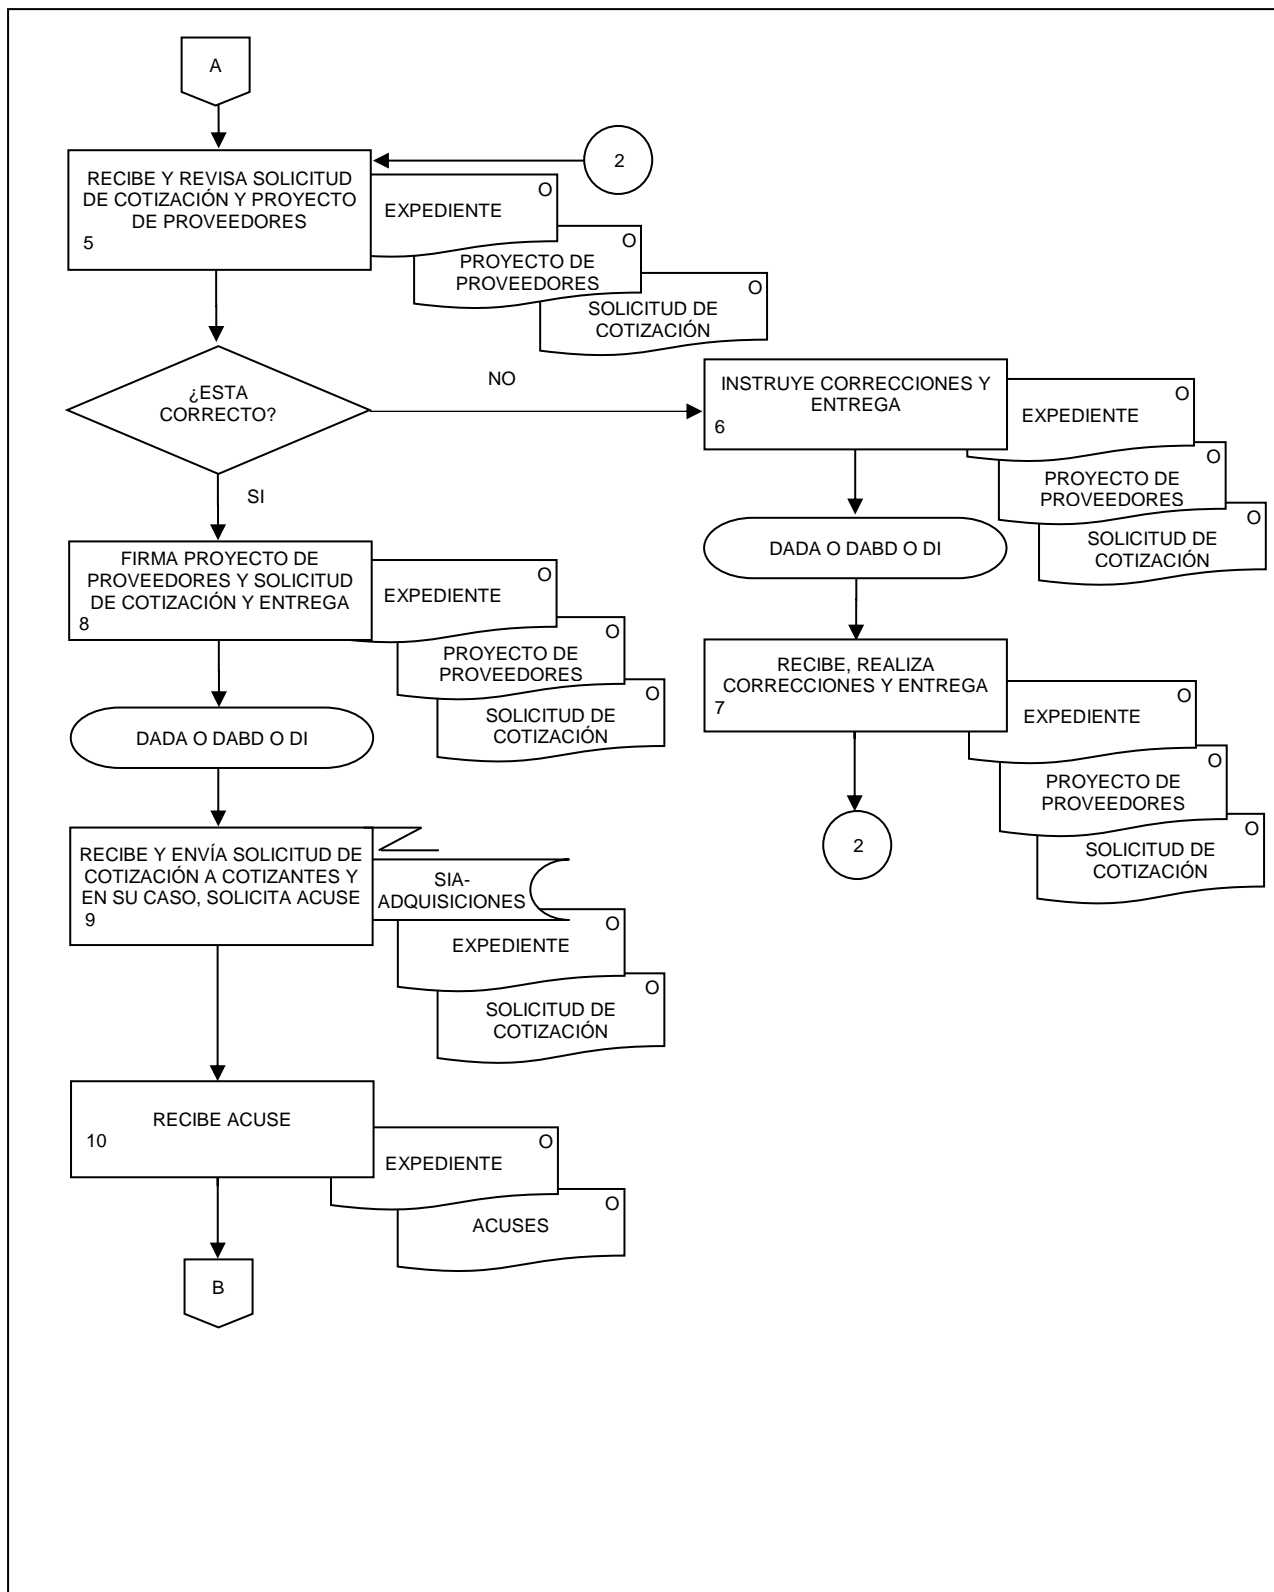 A
2
RECIBE Y REVISA SOLICITUD
DE COTIZACIÓN Y PROYECTO
DE PROVEEDORES
5
O
EXPEDIENTE
O
PROYECTO DE
PROVEEDORES
O
SOLICITUD DE
COTIZACIÓN
¿ESTA
CORRECTO?
NO
SI
INSTRUYE CORRECCIONES Y
ENTREGA
6
O
EXPEDIENTE
O
PROYECTO DE
PROVEEDORES
O
SOLICITUD DE
COTIZACIÓN
DADA O DABD O DI
RECIBE, REALIZA
CORRECCIONES Y ENTREGA
7
O
EXPEDIENTE
O
PROYECTO DE
PROVEEDORES
O
SOLICITUD DE
COTIZACIÓN
2
FIRMA PROYECTO DE
PROVEEDORES Y SOLICITUD
DE COTIZACIÓN Y ENTREGA
8
O
EXPEDIENTE
O
PROYECTO DE
PROVEEDORES
O
SOLICITUD DE
COTIZACIÓN
DADA O DABD O DI
RECIBE Y ENVÍA SOLICITUD DE
COTIZACIÓN A COTIZANTES Y
EN SU CASO, SOLICITA ACUSE
9
SIA-
ADQUISICIONES
O
EXPEDIENTE
O
SOLICITUD DE
COTIZACIÓN
RECIBE ACUSE
10
O
EXPEDIENTE
O
ACUSES
B